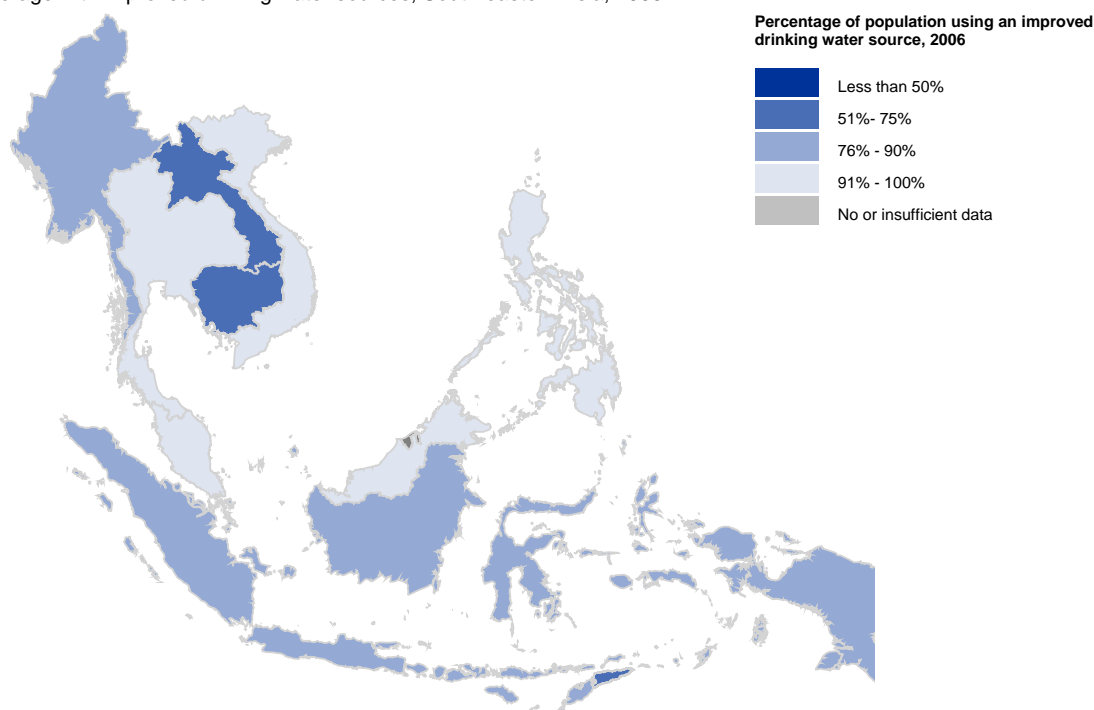 Percentage of population using an improved
drinking water source, 2006
Less than 50%
51%- 75%
76% - 90%
91% - 100%
No or insufficient data